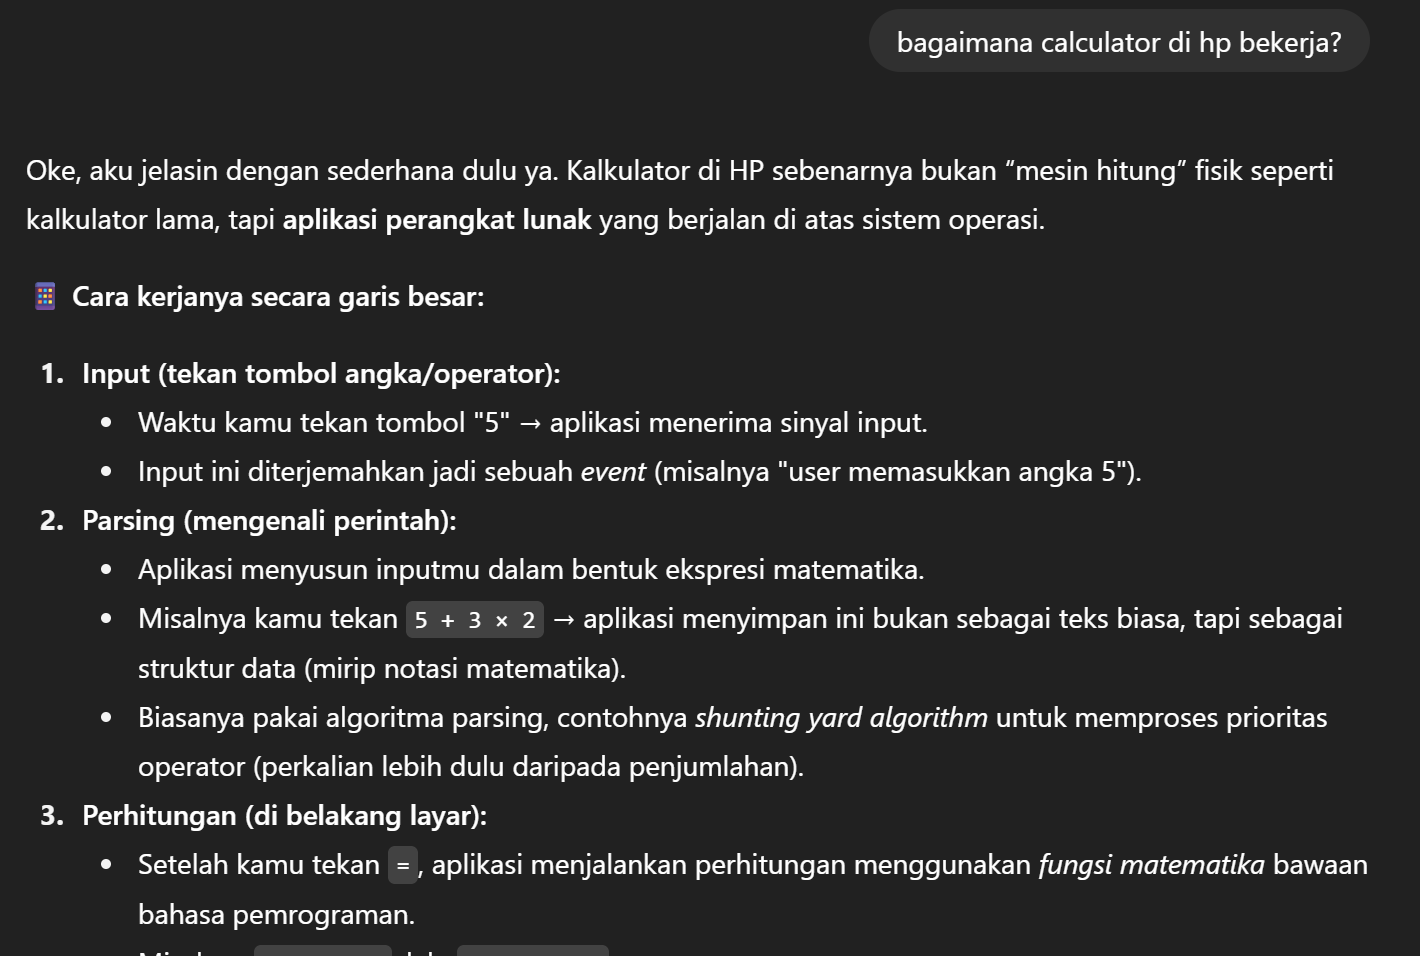 bagaimana calculator di hp bekerja?
Oke, aku jelasin dengan sederhana dulu ya. Kalkulator di HP sebenarnya bukan “mesin hitung” fisik seperti
kalkulator lama, tapi aplikasi perangkat lunak yang berjalan di atas sistem operasi.
Cara kerjanya secara garis besar:
1. Input (tekan tombol angka/operator):
• Waktu kamu tekan tombol "5" → aplikasi menerima sinyal input.
• Input ini diterjemahkan jadi sebuah event (misalnya "user memasukkan angka 5").
2. Parsing (mengenali perintah):
• Aplikasi menyusun inputmu dalam bentuk ekspresi matematika.
• Misalnya kamu tekan 5 + 3 × 2 → aplikasi menyimpan ini bukan sebagai teks biasa, tapi sebagai
struktur data (mirip notasi matematika).
• Biasanya pakai algoritma parsing, contohnya shunting yard algorithm untuk memproses prioritas
operator (perkalian lebih dulu daripada penjumlahan).
3. Perhitungan (di belakang layar):
• Setelah kamu tekan =, aplikasi menjalankan perhitungan menggunakan fungsi matematika bawaan
bahasa pemrograman.